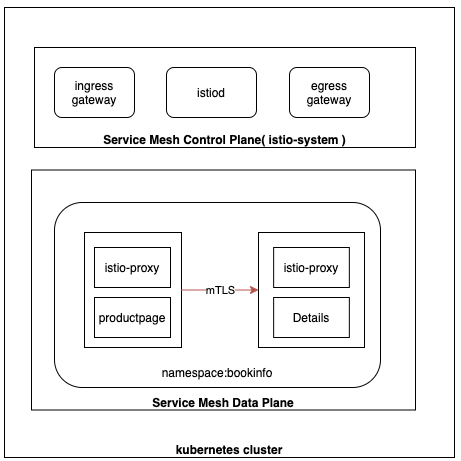 ingress
gateway
istiod
egress
gateway
Service Mesh Control Plane( istio-system )
istio-proxy
productpage
mTLS
istio-proxy
Details
namespace:bookinfo
Service Mesh Data Plane
kubernetes cluster